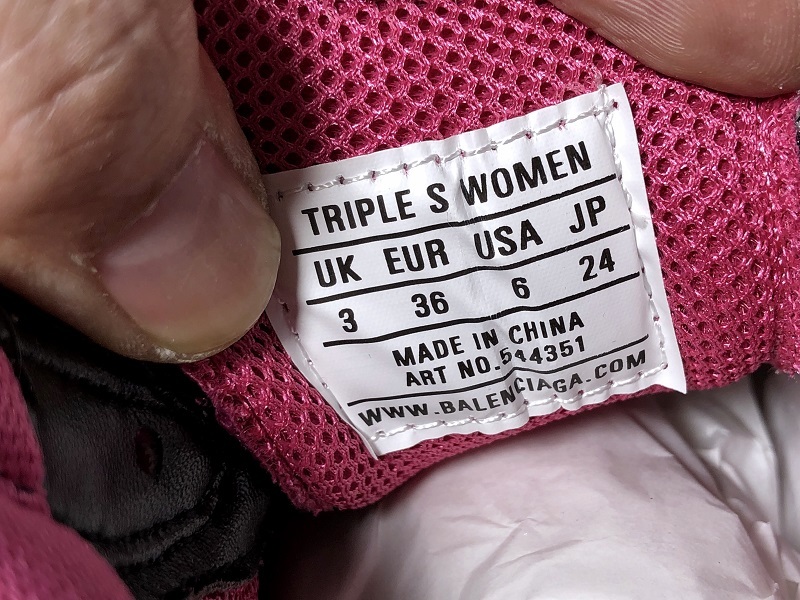 TRIPLE S WOMEN
UK EUR USA JP
3 36 6 24
MADE IN CHINA
ART NO.544351
WWW.BALENCIAGA.COM